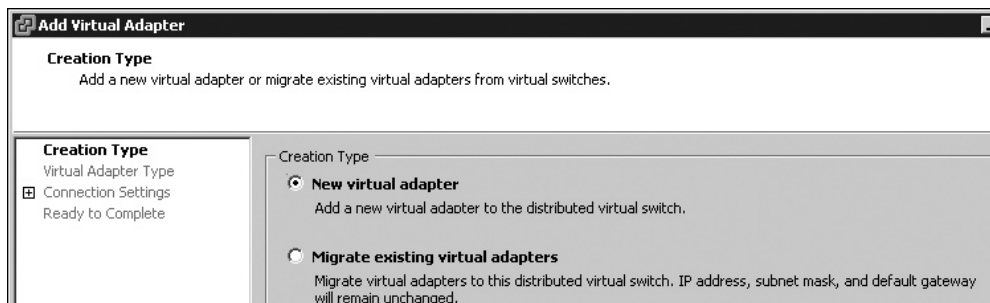 Add Virtual Adapter
Creation Type
Add a new virtual adapter or migrate existing virtual adapters from virtual switches.
Creation Type
Virtual Adapter Type
Connection Settings
Ready to Complete
Creation Type
New virtual adapter
Add a new virtual adapter to the distributed virtual switch.
Migrate existing virtual adapters
Migrate virtual adapters to this distributed virtual switch. IP address, subnet mask, and default gateway
will remain unchanged.